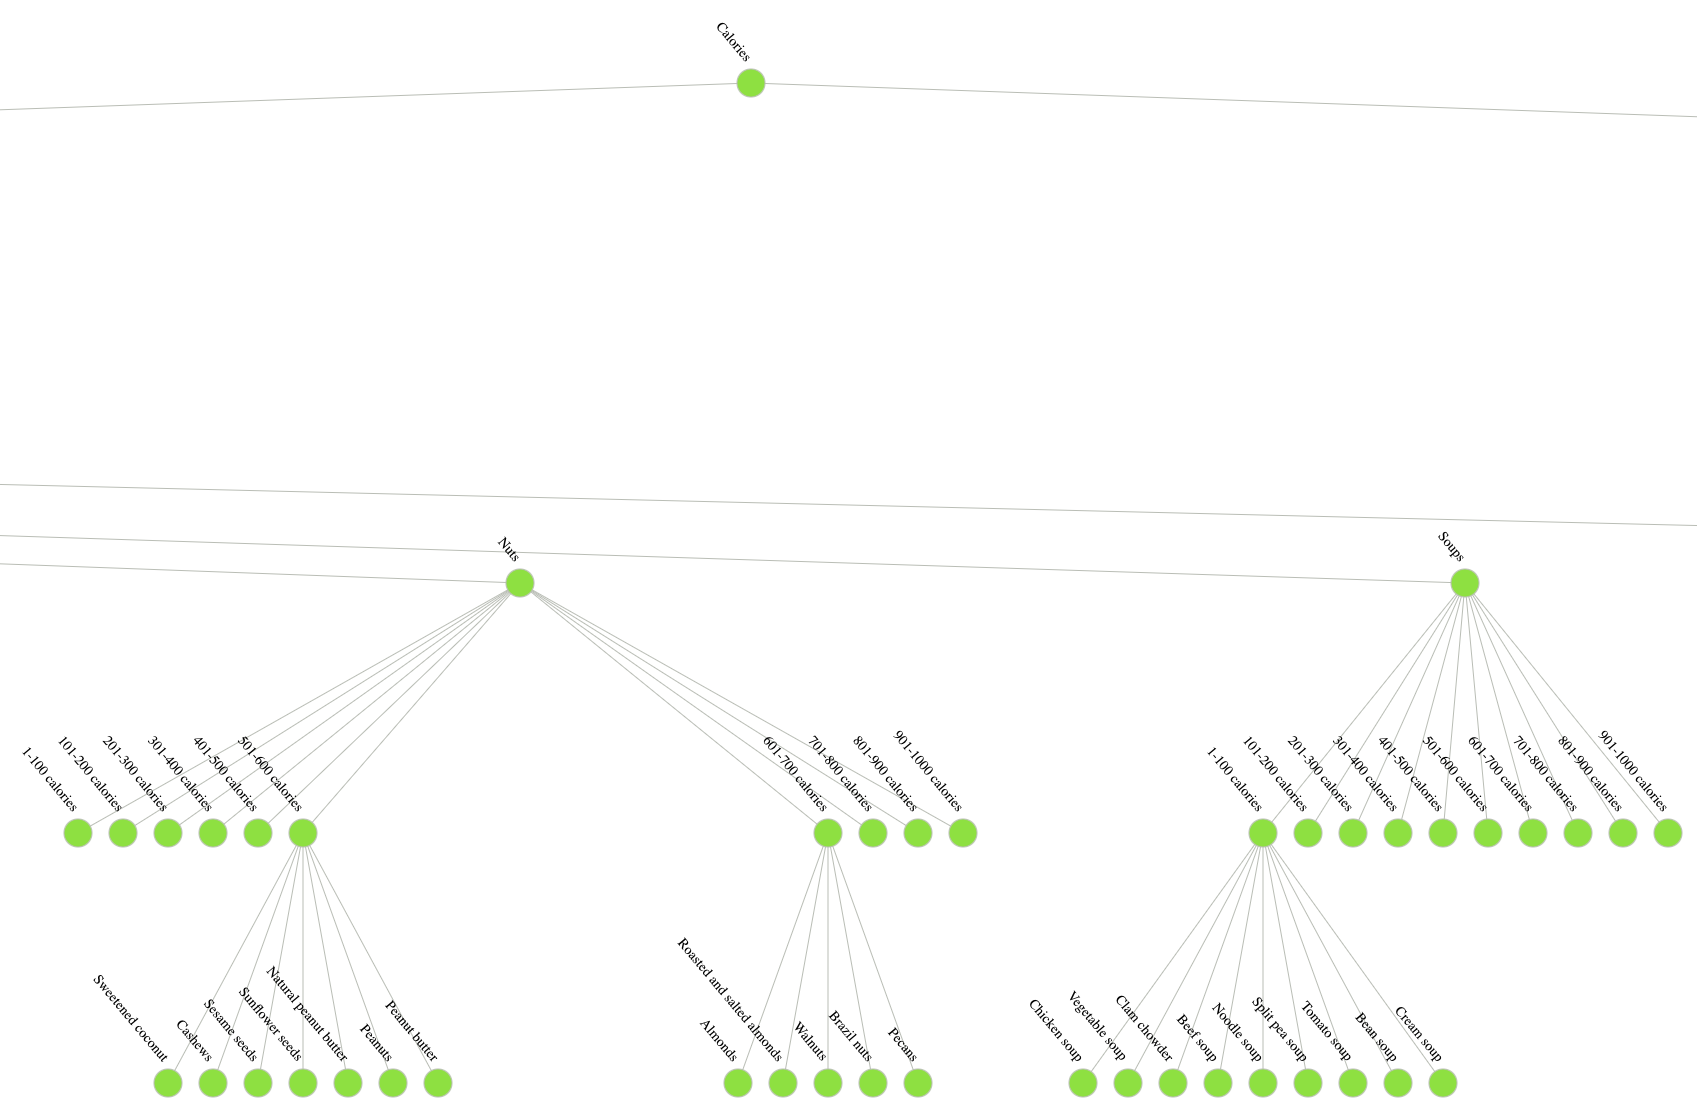 Calories
Nuts
Soups
1-100 calories
101-200 calories
201-300 calories
301-400 calories
401-500 calories
501-600 calories
601-700 calories
701-800 calories
801-900 calories
901-1000 calories
1-100 calories
101-200 calories
201-300 calories
301-400 calories
401-500 calories
501-600 calories
601-700 calories
701-800 calories
801-900 calories
901-1000 calories
Sweetened coconut
Cashews
Sesame seeds
Sunflower seeds
Natural peanut butter
Peanuts
Peanut butter
Almonds
Roasted and salted almonds
Walnuts
Brazil nuts
Pecans
Chicken soup
Vegetable soup
Clam chowder
Beef soup
Noodle soup
Split pea soup
Tomato soup
Bean soup
Cream soup